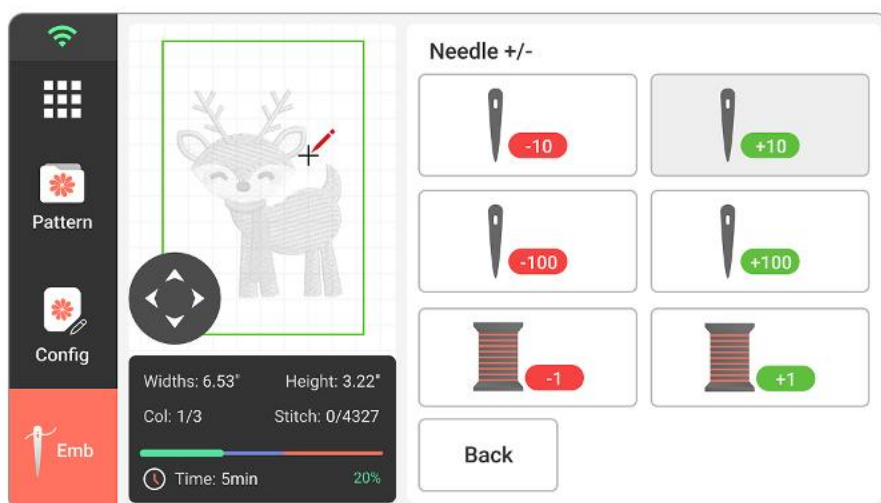 Needle +/-
-10
+10
Pattern
-100
+100
Config
Widths: 6.53" Height: 3.22"
-1
+1
Col: 1/3 Stitch: 0/4327
Emb
Back
Time: 5min 20%